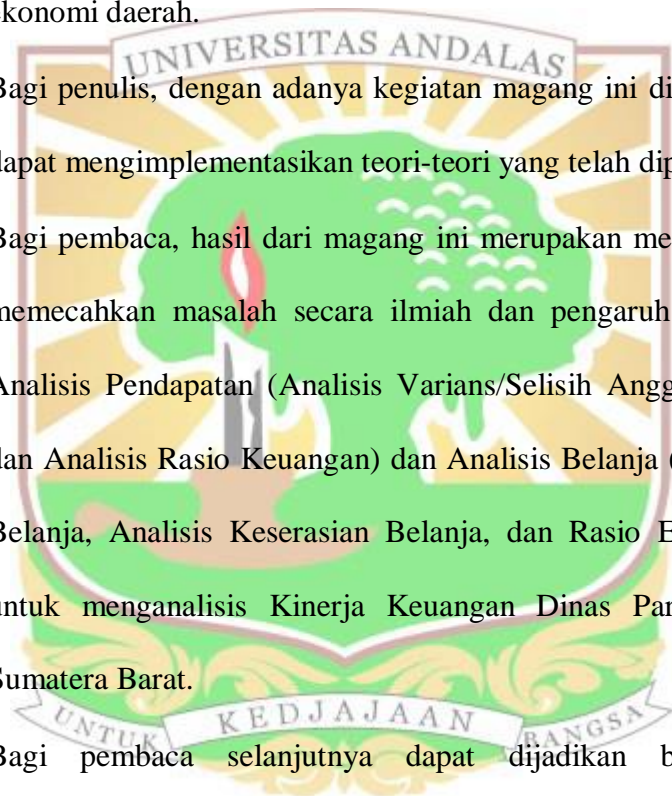 ekonomi daerah.
UNIVERSITAS ANDALAS
Bagi penulis, dengan adanya kegiatan magang ini di
dapat mengimplementasikan teori-teori yang telah dip
Bagi pembaca, hasil dari magang ini merupakan me
memecahkan masalah secara ilmiah dan pengaruh
Analisis Pendapatan (Analisis Varians/Selisih Angg
dan Analisis Rasio Keuangan) dan Analisis Belanja (
Belanja, Analisis Keserasian Belanja, dan Rasio E
untuk menganalisis Kinerja Keuangan Dinas Par
Sumatera Barat.
UNTUK KEDJAJAAN BANGSA
Bagi pembaca selanjutnya dapat dijadikan b